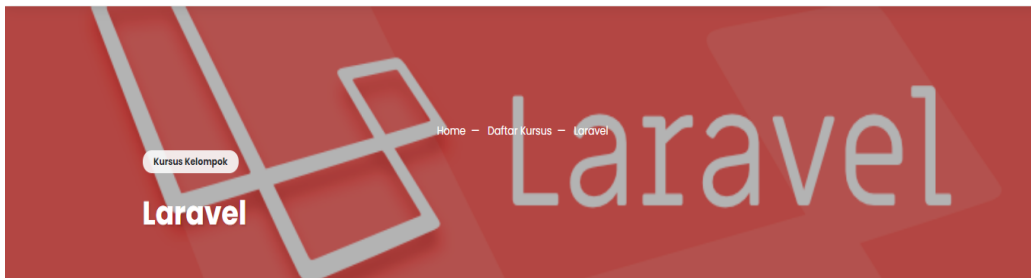 Home – Daftar Kursus – Laravel
Laravel
Kursus Kelompok
Laravel